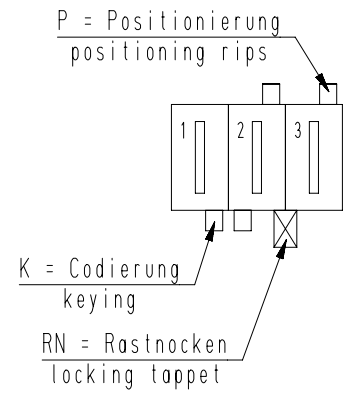 P = Positionierung
positioning rips
1 2 3
K = Codierung
keying
RN = Rastnocken
locking tappet